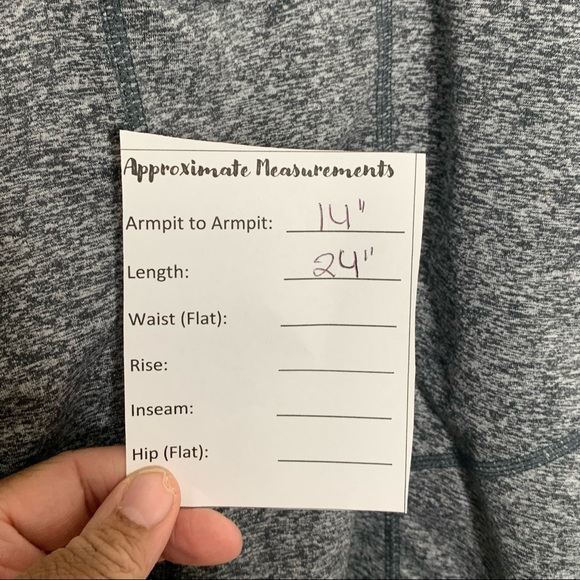 Approximate Measurements
Armpit to Armpit: 14"
Length: 24"
Waist (Flat):
Rise:
Inseam:
Hip (Flat):